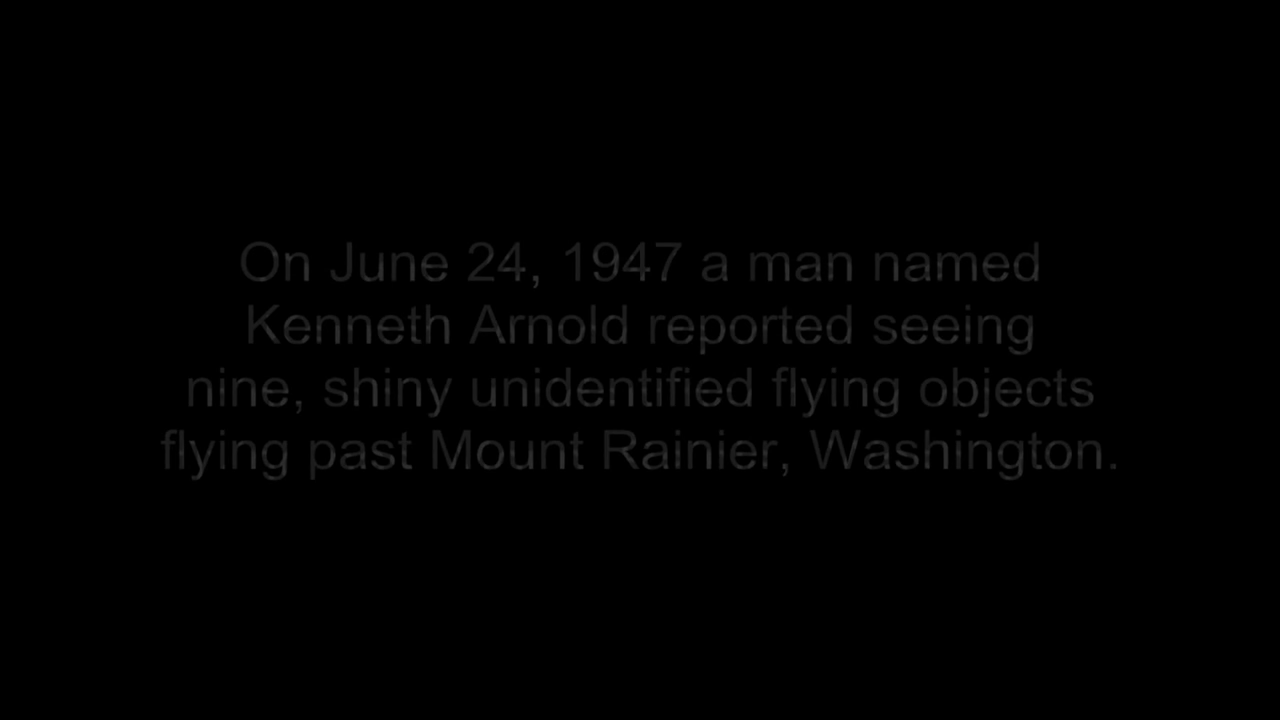 On June 24, 1947 a man named
Kenneth Arnold reported seeing
nine, shiny unidentified flying objects
flying past Mount Rainier, Washington.